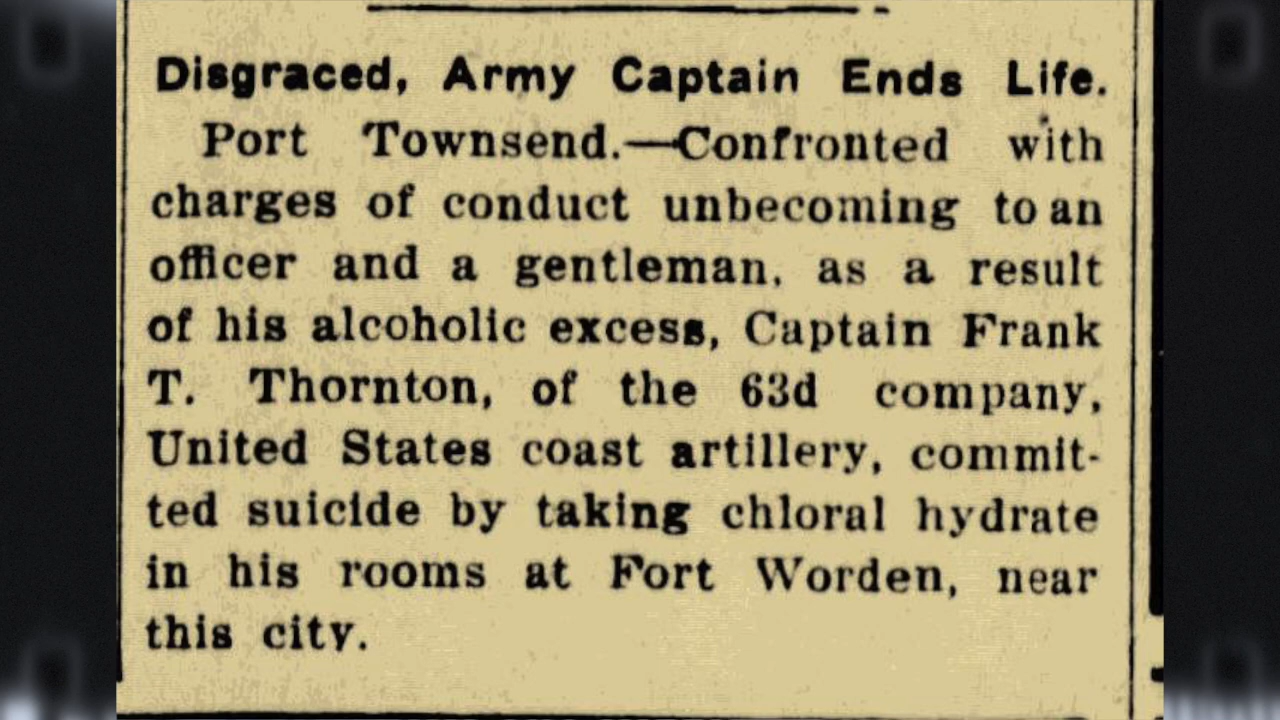 Disgraced, Army Captain Ends Life.
Port Townsend.—Confronted with
charges of conduct unbecoming to an
officer and a gentleman, as a result
of his alcoholic excess, Captain Frank
T. Thornton, of the 63d company,
United States coast artillery, commit-
ted suicide by taking chloral hydrate
in his rooms at Fort Worden, near
this city.